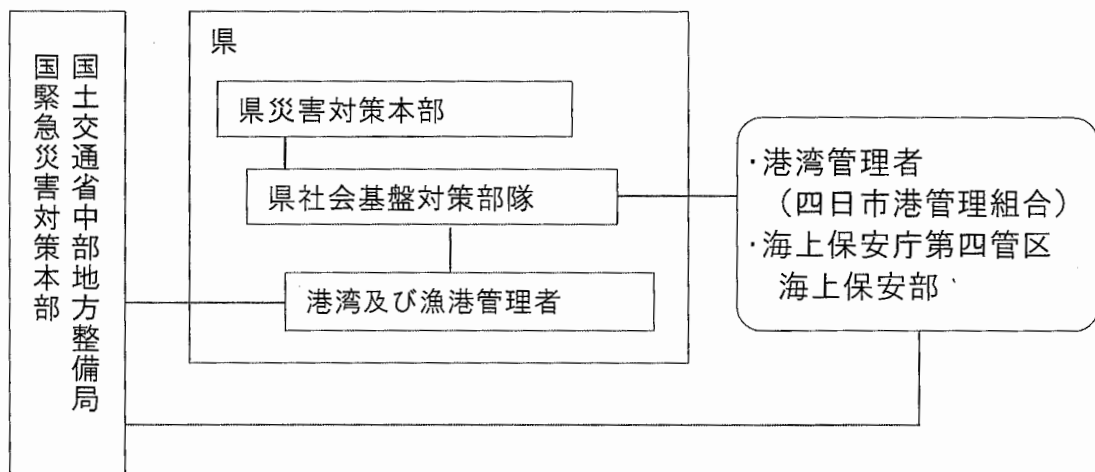 国土交通省中部地方整備局
国緊急災害対策本部
県
県災害対策本部
県社会基盤対策部隊
港湾及び漁港管理者
・港湾管理者
（四日市港管理組合）
・海上保安庁第四管区
海上保安部